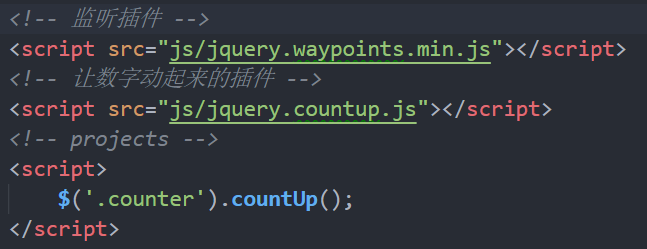 <!-- 监听插件 -->
<script src="js/jquery.waypoints.min.js"></script>
<!-- 让数字动起来的插件 -->
<script src="js/jquery.countup.js"></script>
<!-- projects -->
<script>
$('.counter').countUp();
</script>